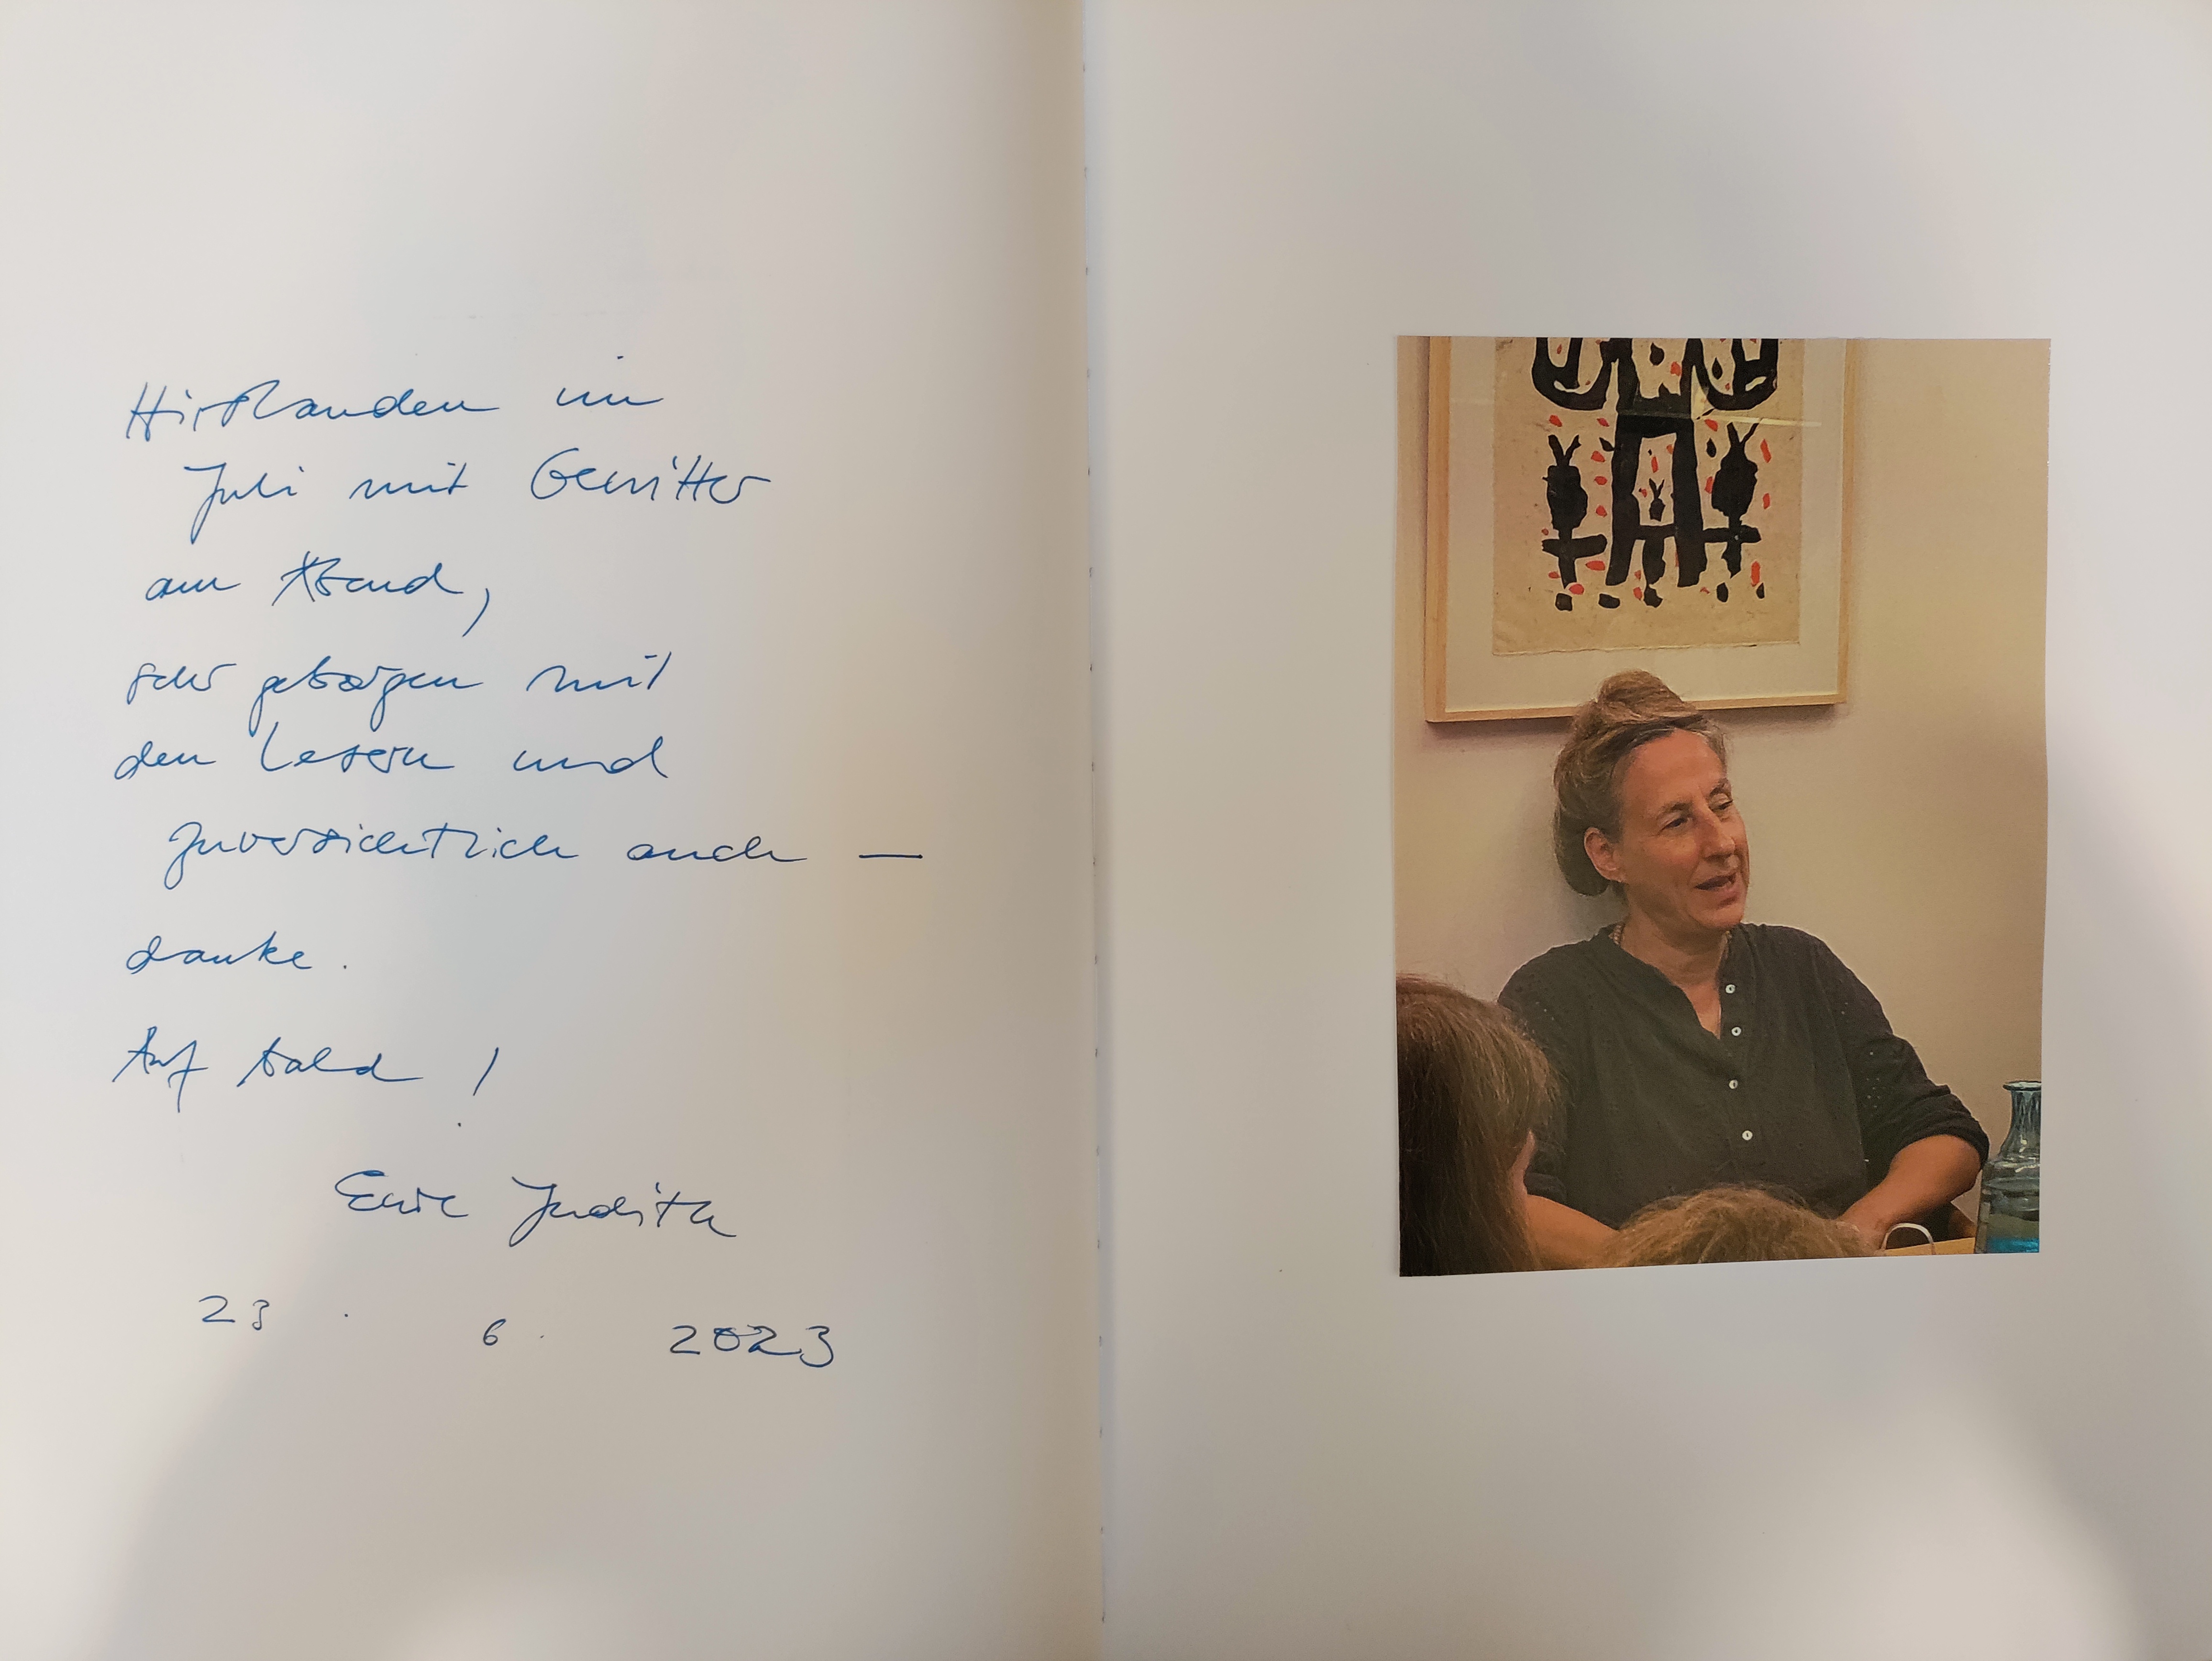 Hirslanden im
Juli mit Gewitter
am Abend,
sehr geborgen mit
den Lesern und
zuversichtlich auch —
danke.
Auf bald!
Eure Judith
23. 6. 2023